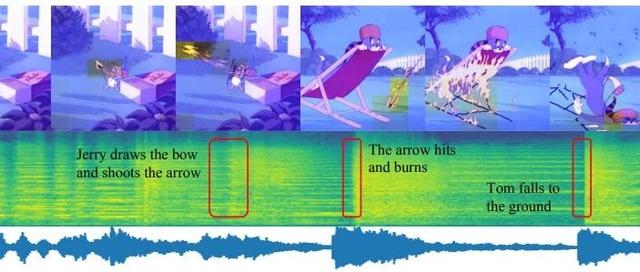 Jerry draws the bow
and shoots the arrow
The arrow hits
and burns
Tom falls to
the ground